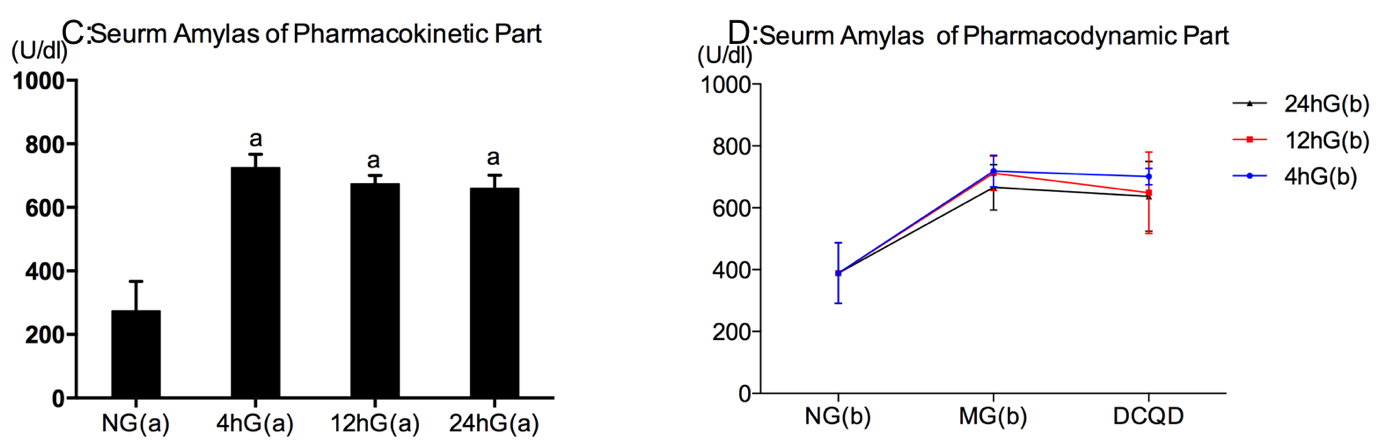 C:Seurm Amylas of Pharmacokinetic Part
(U/dl)
1000
800
600
400
200
0
a
a
a
NG(a) 4hG(a) 12hG(a) 24hG(a)
D:Seurm Amylas of Pharmacodynamic Part
(U/dl)
1000
800
600
400
200
0
NG(b) MG(b) DCQD
24hG(b)
12hG(b)
4hG(b)